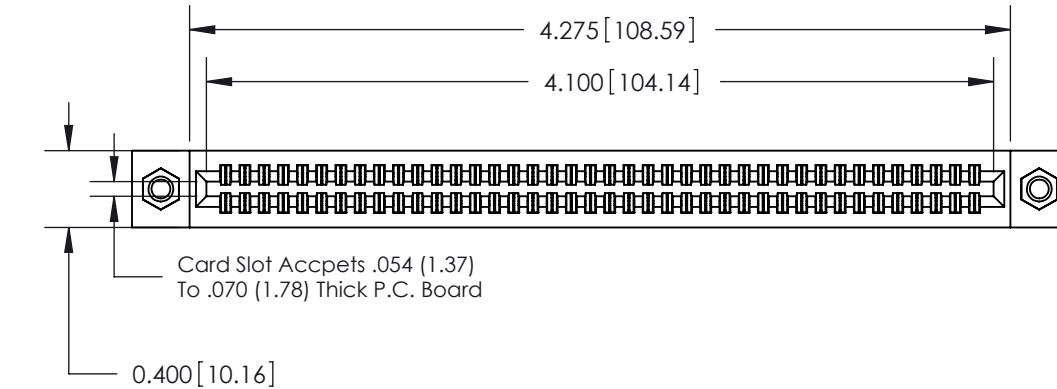 4.275[108.59]
4.100[104.14]
Card Slot Accpets .054 (1.37)
To .070 (1.78) Thick P.C. Board
0.400[10.16]